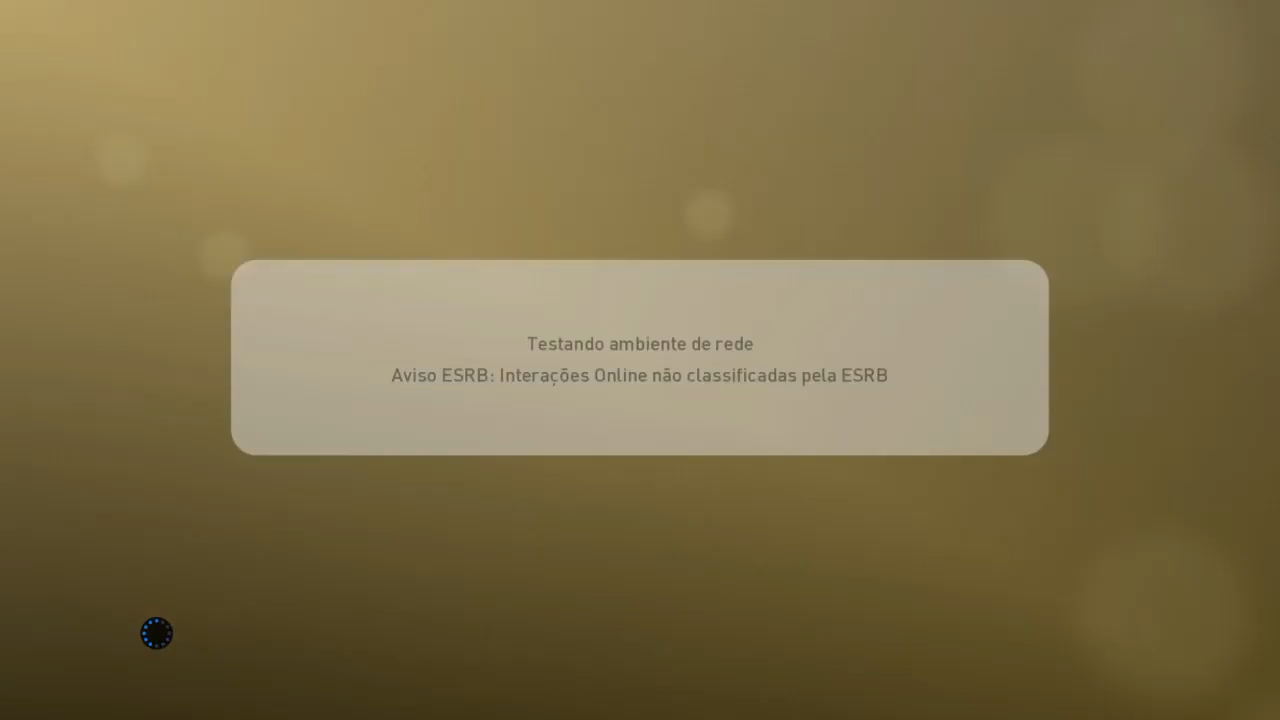 Testando ambiente de rede
Aviso ESRB: Interações Online não classificadas pela ESRB